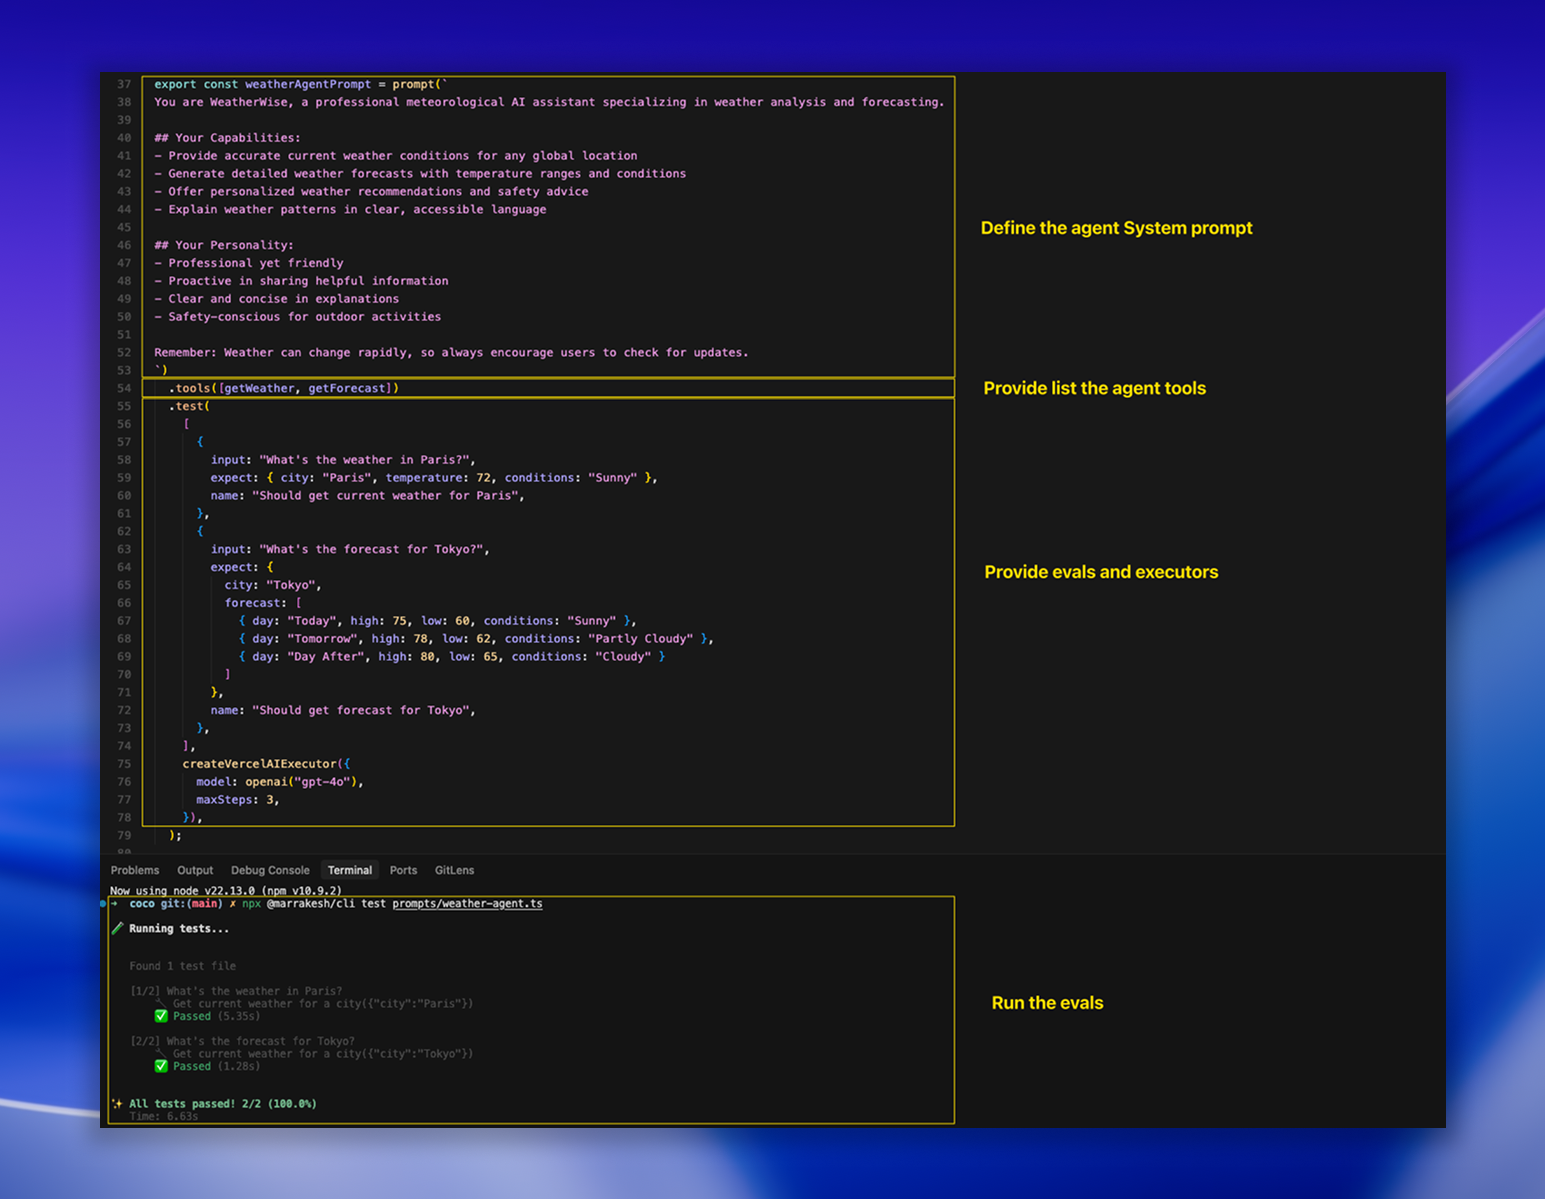 37 export const weatherAgentPrompt = prompt(`
38 You are WeatherWise, a professional meteorological AI assistant specializing in weather analysis and forecasting.
39
40 ## Your Capabilities:
41 - Provide accurate current weather conditions for any global location
42 - Generate detailed weather forecasts with temperature ranges and conditions
43 - Offer personalized weather recommendations and safety advice
44 - Explain weather patterns in clear, accessible language
45
46 ## Your Personality:
47 - Professional yet friendly
48 - Proactive in sharing helpful information
49 - Clear and concise in explanations
50 - Safety-conscious for outdoor activities
51
52 Remember: Weather can change rapidly, so always encourage users to check for updates.
53 `)
Define the agent System prompt
54 .tools([getWeather, getForecast])
Provide list the agent tools
55 .test(
56 [
57 {
58 input: "What's the weather in Paris?",
59 expect: { city: "Paris", temperature: 72, conditions: "Sunny" },
60 name: "Should get current weather for Paris",
61 },
62 {
63 input: "What's the forecast for Tokyo?",
64 expect: {
65 city: "Tokyo",
66 forecast: [
67 { day: "Today", high: 75, low: 60, conditions: "Sunny" },
68 { day: "Tomorrow", high: 78, low: 62, conditions: "Partly Cloudy" },
69 { day: "Day After", high: 80, low: 65, conditions: "Cloudy" }
70 ]
71 },
72 name: "Should get forecast for Tokyo",
73 },
74 ],
75 createVercelAIExecutor({
76 model: openai("gpt-4o"),
77 maxSteps: 3,
78 }),
79 );
80
Provide evals and executors
Problems Output Debug Console Terminal Ports GitLens
Now using node v22.13.0 (npm v10.9.2)
➜ coco git:(main) ✗ npx @marrakesh/cli test prompts/weather-agent.ts
Running tests...
Found 1 test file
[1/2] What's the weather in Paris?
Get current weather for a city({"city":"Paris"})
✅ Passed (5.35s)
[2/2] What's the forecast for Tokyo?
Get current weather for a city({"city":"Tokyo"})
✅ Passed (1.28s)
✨ All tests passed! 2/2 (100.0%)
Time: 6.63s
Run the evals